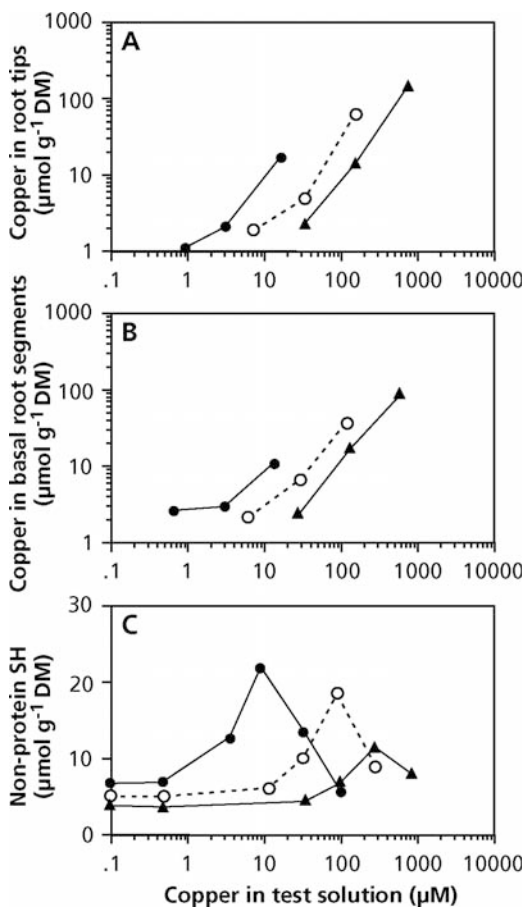 A
Copper in root tips
(µmol g⁻¹ DM)
1000
100
10
1
.1 1 10 100 1000 10000
B
Copper in basal root segments
(µmol g⁻¹ DM)
1000
100
10
1
.1 1 10 100 1000 10000
C
Non-protein SH
(µmol g⁻¹ DM)
30
20
10
0
.1 1 10 100 1000 10000
Copper in test solution (µM)